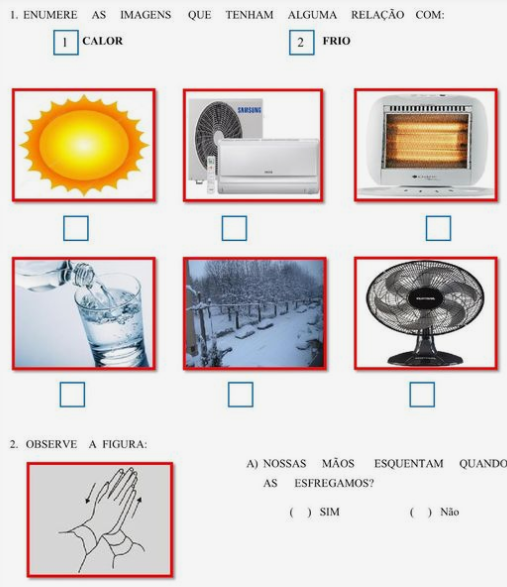 1. ENUMERE AS IMAGENS QUE TENHAM ALGUMA RELAÇÃO COM:
1 CALOR
2 FRIO
SAMSUNG
2. OBSERVE A FIGURA:
A) NOSSAS MÃOS ESQUENTAM QUANDO
AS ESFREGAMOS?
( ) SIM ( ) Não